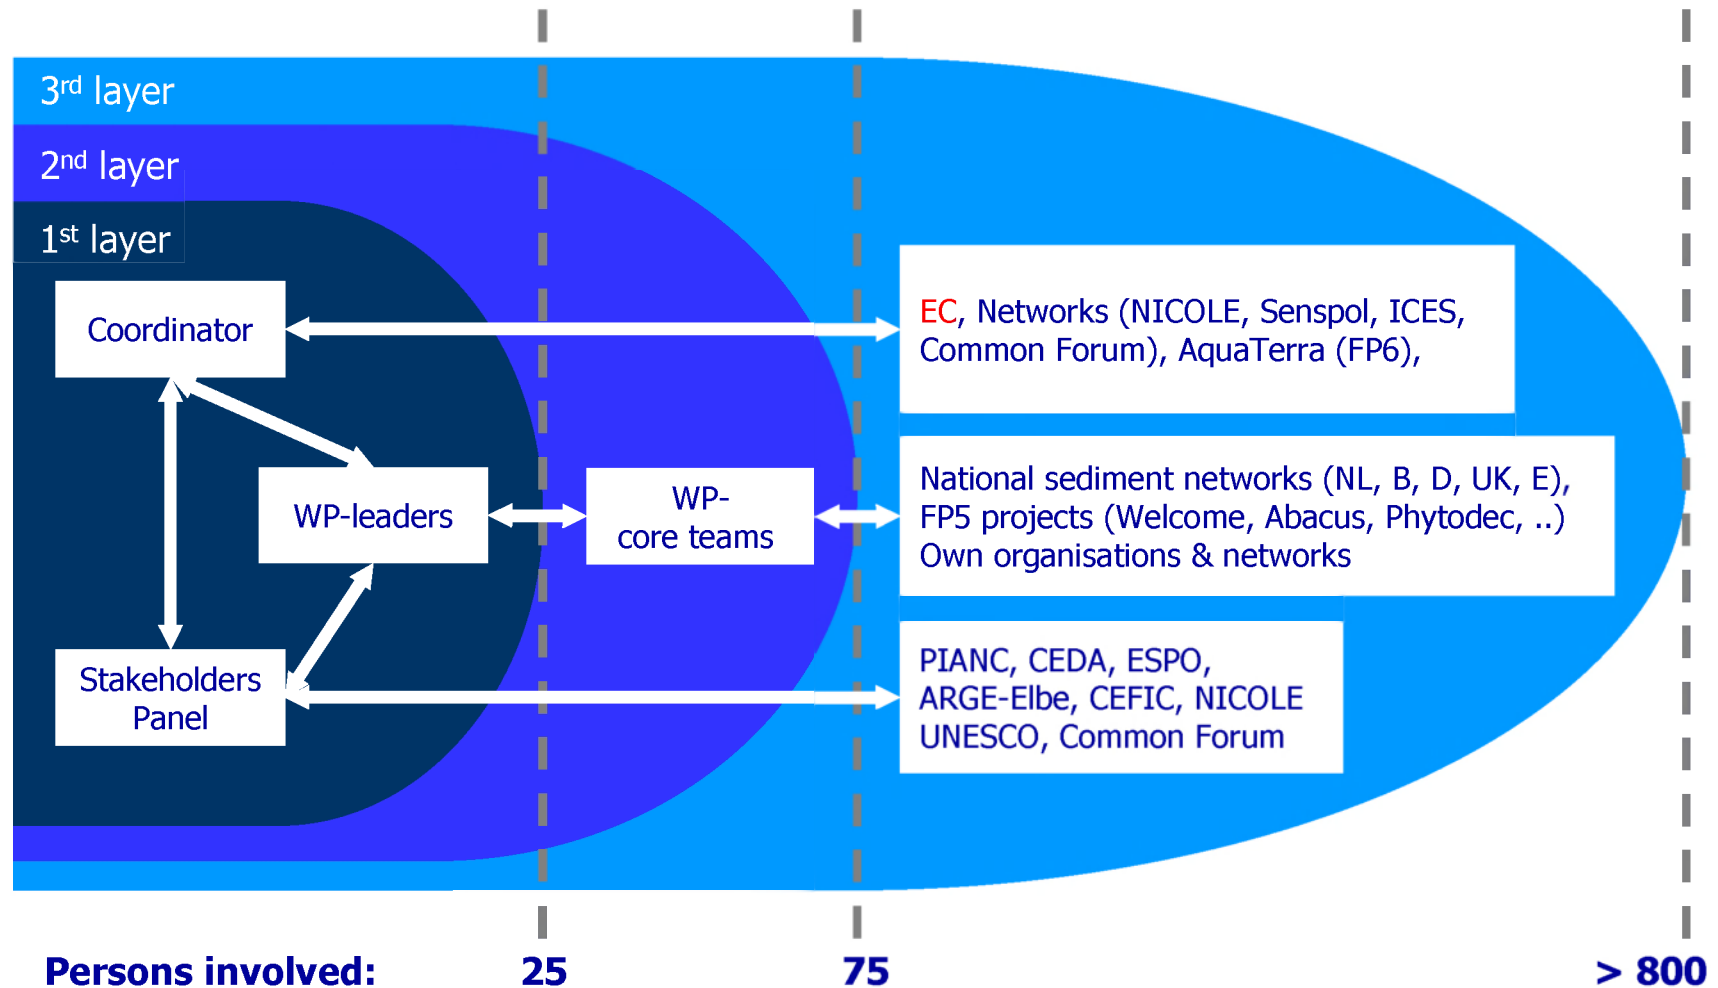 3rd layer
2nd layer
1st layer
Coordinator
EC, Networks (NICOLE, Senspol, ICES,
Common Forum), AquaTerra (FP6),
WP-leaders
WP-
core teams
National sediment networks (NL, B, D, UK, E),
FP5 projects (Welcome, Abacus, Phytodec, ..)
Own organisations & networks
Stakeholders
Panel
PIANC, CEDA, ESPO,
ARGE-Elbe, CEFIC, NICOLE
UNESCO, Common Forum
Persons involved: 25 75 > 800